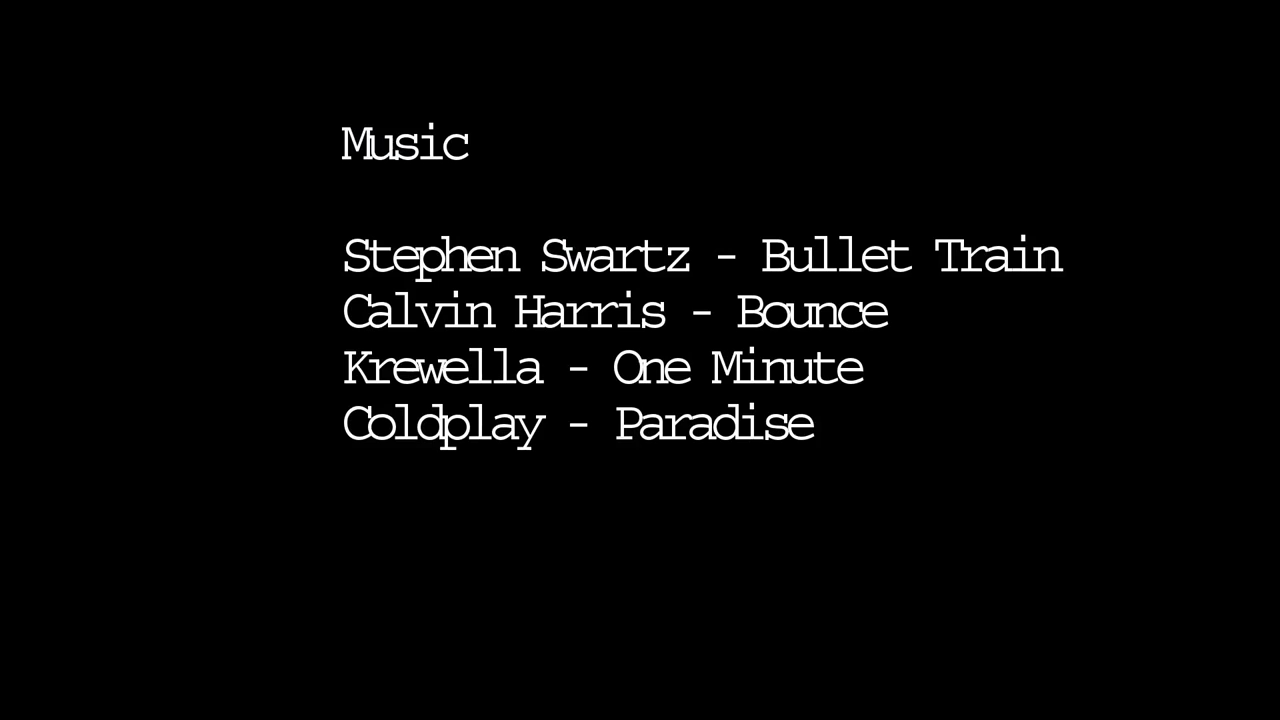 Music
Stephen Swartz - Bullet Train
Calvin Harris - Bounce
Krewella - One Minute
Coldplay - Paradise